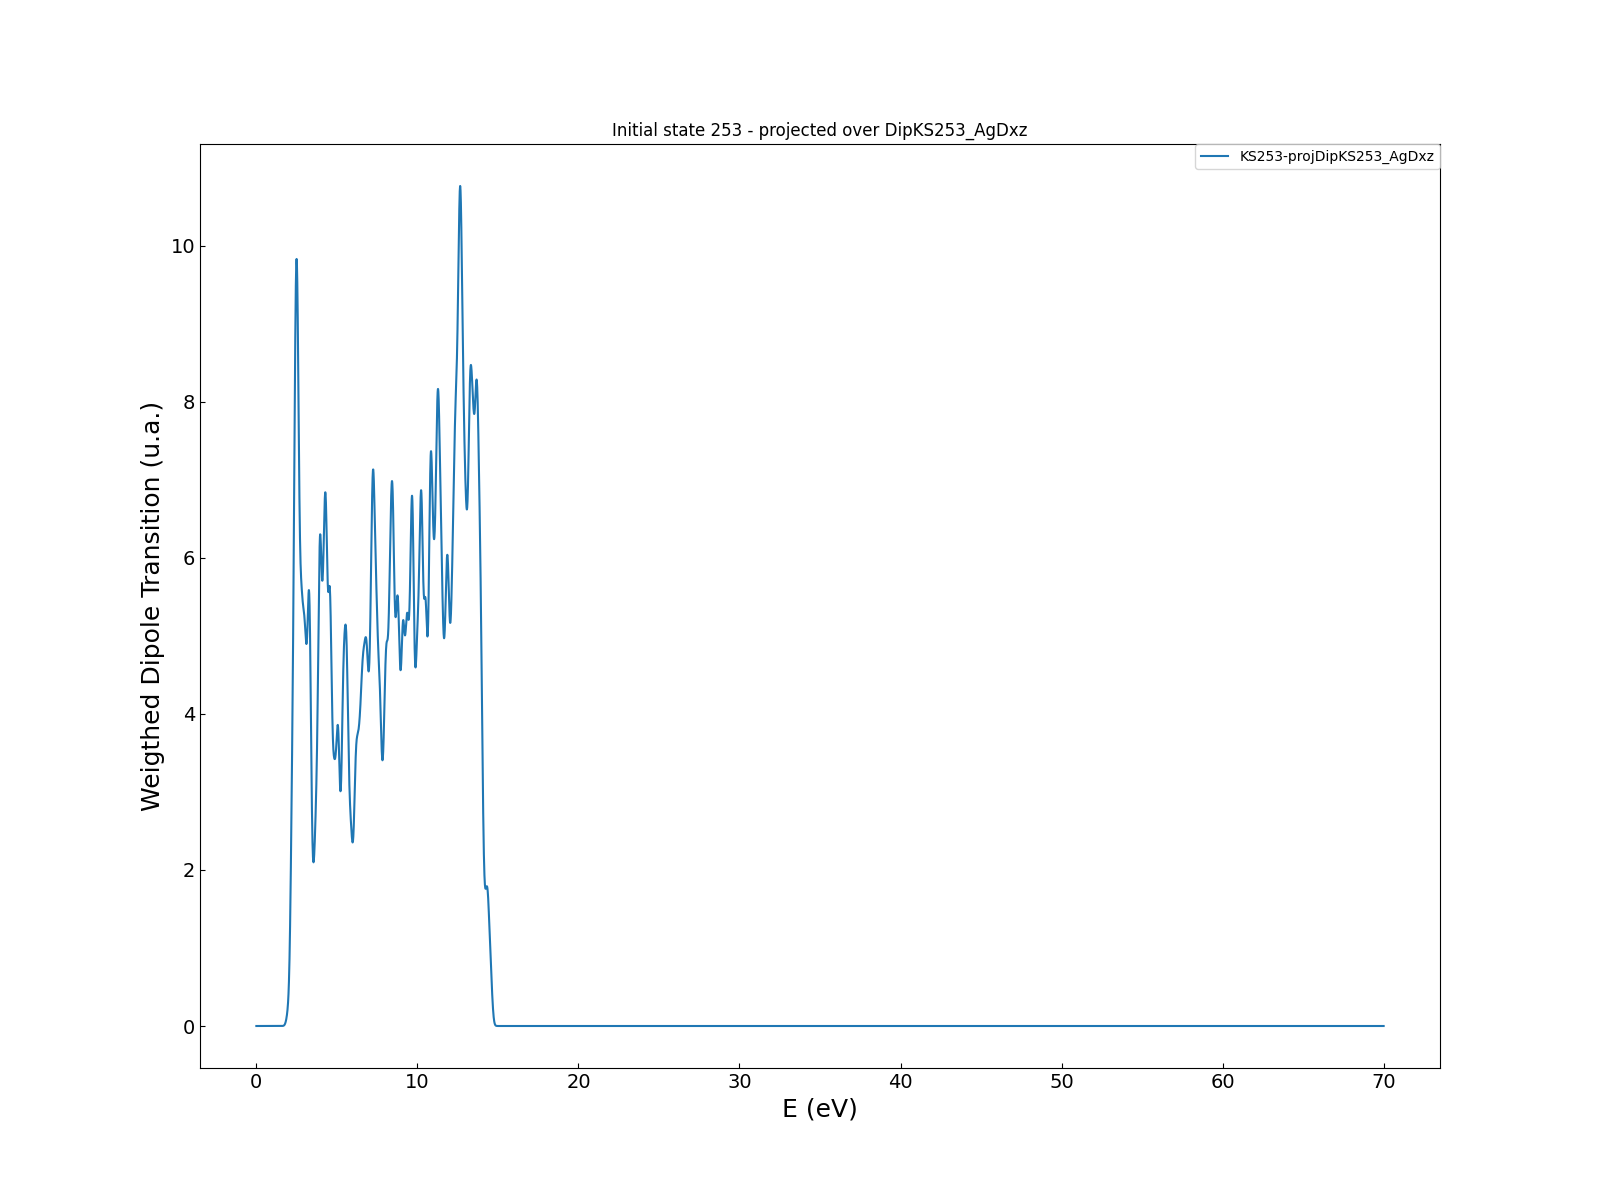 Initial state 253 - projected over DipKS253_AgDxz
KS253-projDipKS253_AgDxz
Weigthed Dipole Transition (u.a.)
10
8
6
4
2
0
0 10 20 30 40 50 60 70
E (eV)